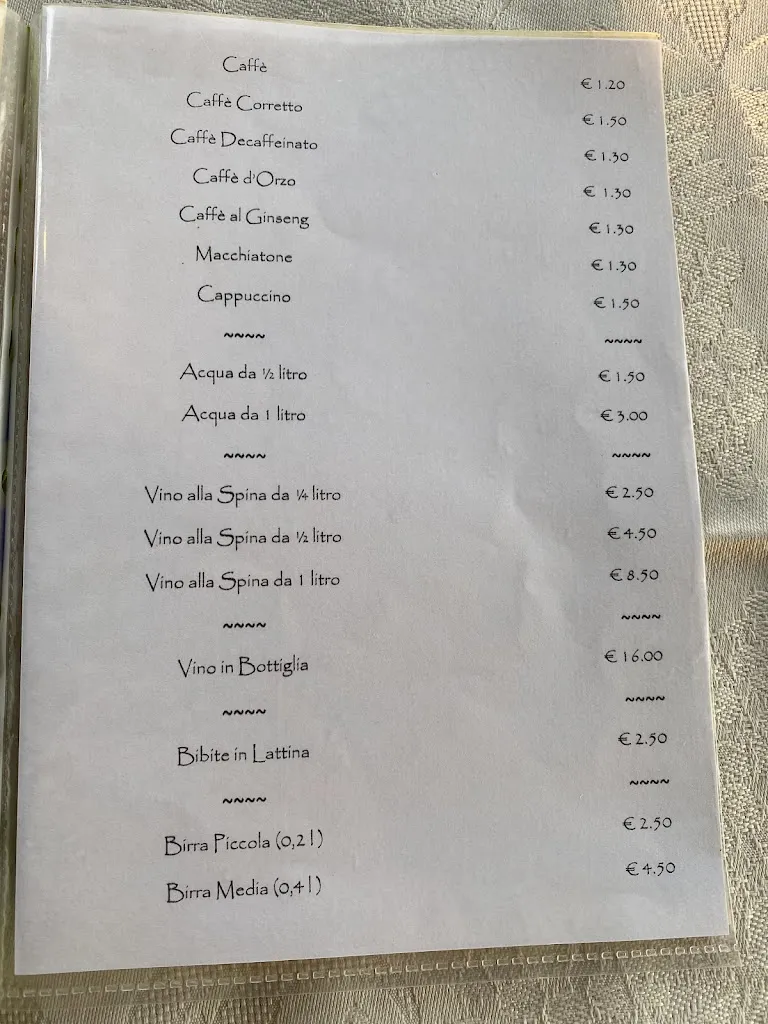 Caffè € 1.20
Caffè Corretto € 1.50
Caffè Decaffeinato € 1.30
Caffè d'Orzo € 1.30
Caffè al Ginseng € 1.30
Macchiatone € 1.30
Cappuccino € 1.50
~~~~ ~~~~
Acqua da ½ litro € 1.50
Acqua da 1 litro € 3.00
~~~~ ~~~~
Vino alla Spina da ¼ litro € 2.50
Vino alla Spina da ½ litro € 4.50
Vino alla Spina da 1 litro € 8.50
~~~~ ~~~~
Vino in Bottiglia € 16.00
~~~~ ~~~~
Bibite in Lattina € 2.50
~~~~ ~~~~
Birra Piccola (0,2 l) € 2.50
Birra Media (0,4 l) € 4.50